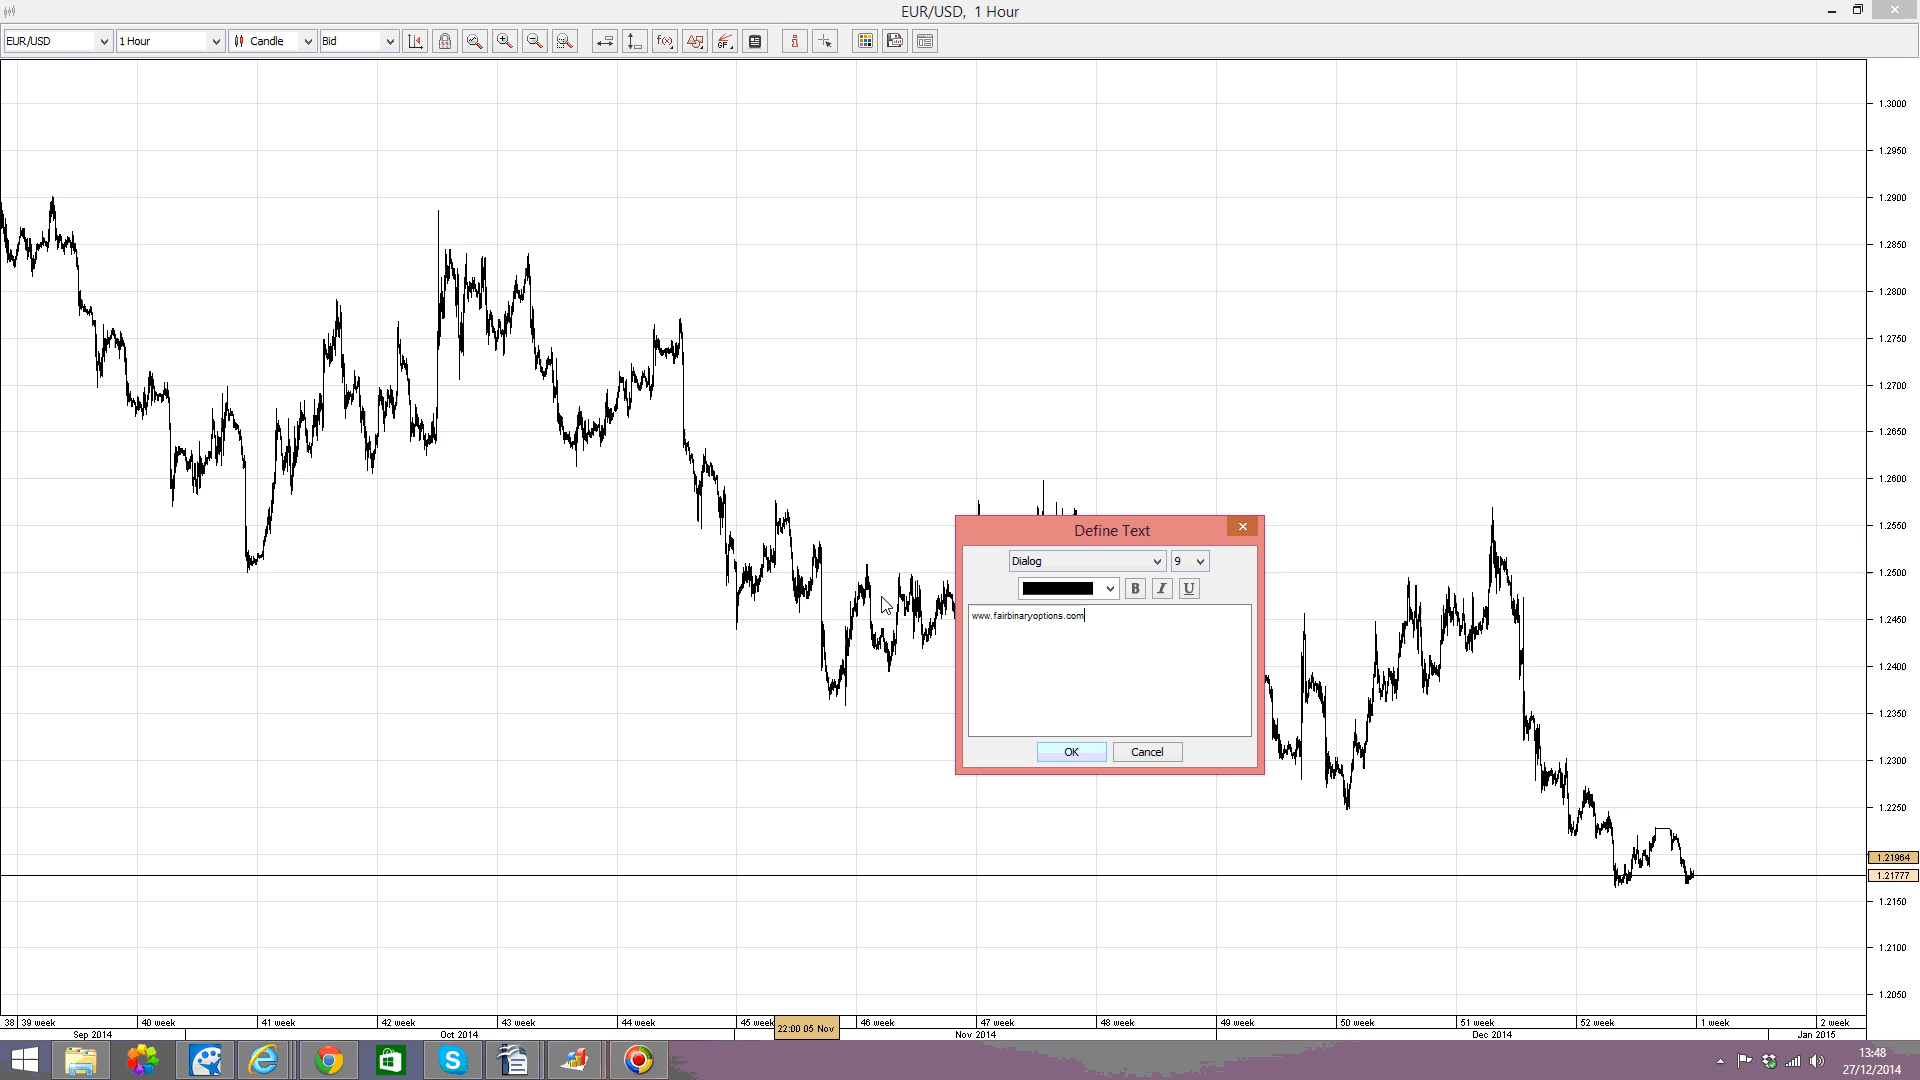 EUR/USD, 1 Hour
EUR/USD 1 Hour Candle Bid
f(x) GF
1.3000
1.2950
1.2900
1.2850
1.2800
1.2750
1.2700
1.2650
1.2600
1.2550
1.2500
1.2450
1.2400
1.2350
1.2300
1.2250
1.21964
1.21777
1.2150
1.2100
1.2050
Define Text
Dialog 9
B I U
www.fairbinaryoptions.com
OK Cancel
38 39 week 40 week 41 week 42 week 43 week 44 week 45 week 22:00 05 Nov 46 week 47 week 48 week 49 week 50 week 51 week 52 week 1 week 2 week
Sep 2014 Oct 2014 Nov 2014 Dec 2014 Jan 2015
13:48
27/12/2014